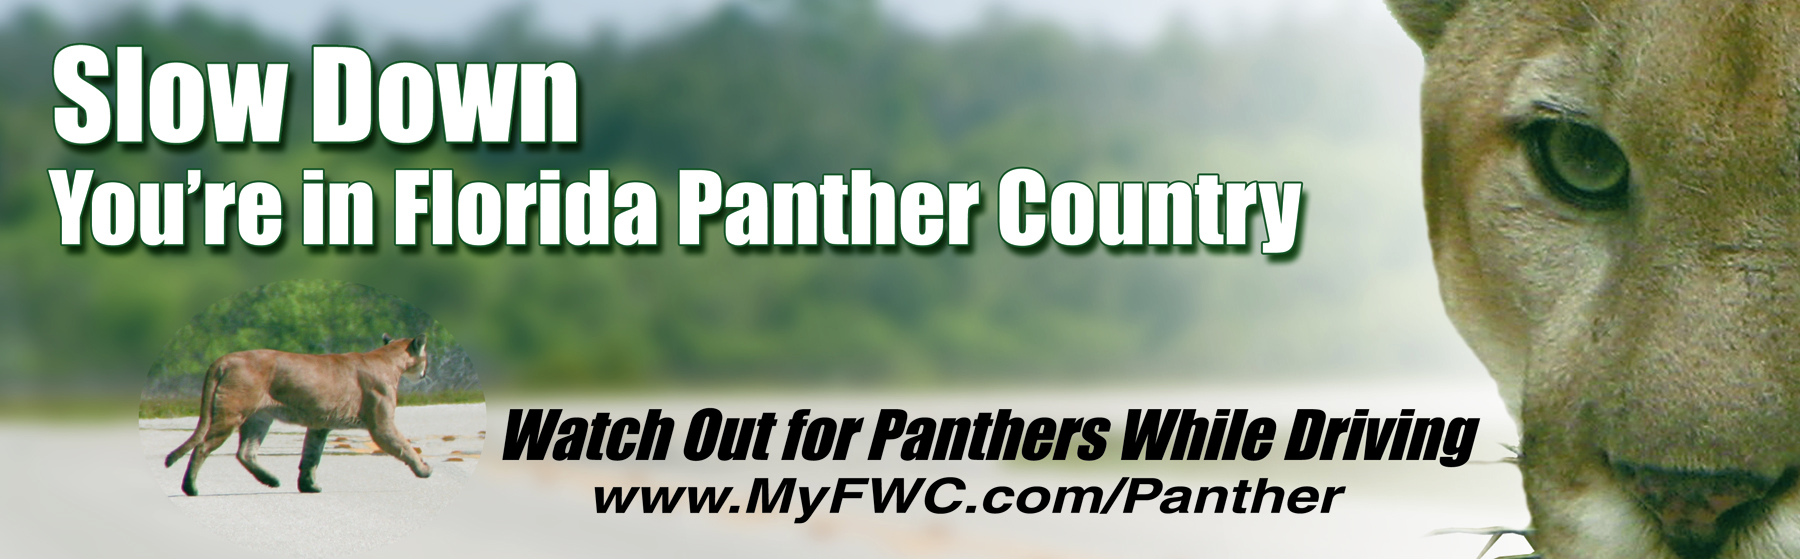 Slow Down
You're in Florida Panther Country
Watch Out for Panthers While Driving
www.MyFWC.com/Panther